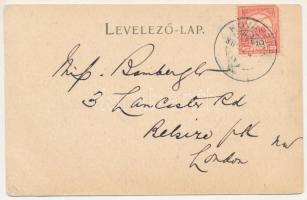 LEVELEZŐ-LAP.
Miss. Bamberger
3 Lancaster Rd
Belsize pk
London NW